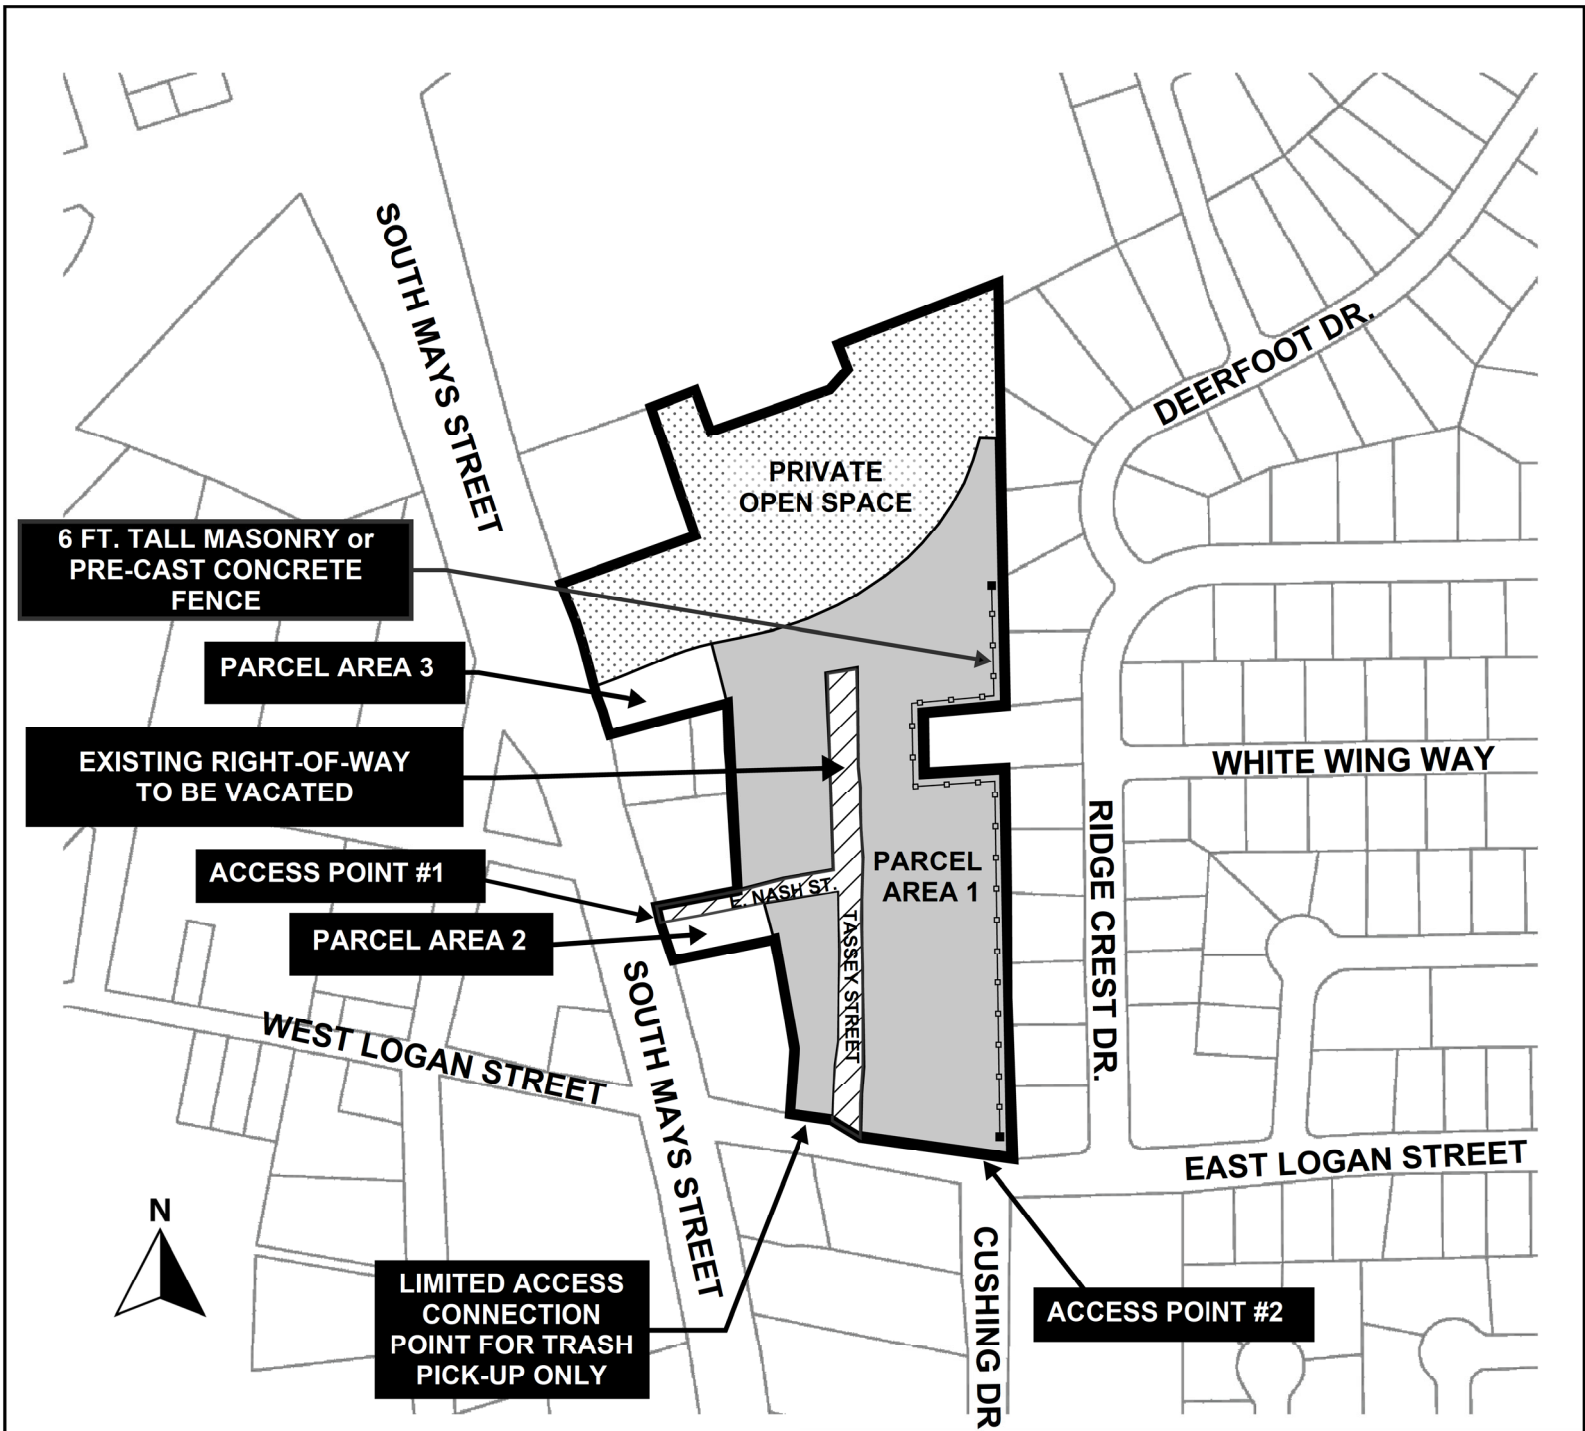 SOUTH MAYS STREET
DEERFOOT DR.
PRIVATE
OPEN SPACE
6 FT. TALL MASONRY or
PRE-CAST CONCRETE
FENCE
PARCEL AREA 3
EXISTING RIGHT-OF-WAY
TO BE VACATED
WHITE WING WAY
RIDGE CREST DR.
ACCESS POINT #1
PARCEL
AREA 1
E. NASH ST.
PARCEL AREA 2
TASSEY STREET
SOUTH MAYS STREET
WEST LOGAN STREET
EAST LOGAN STREET
N
CUSHING DR
LIMITED ACCESS
CONNECTION
POINT FOR TRASH
PICK-UP ONLY
ACCESS POINT #2